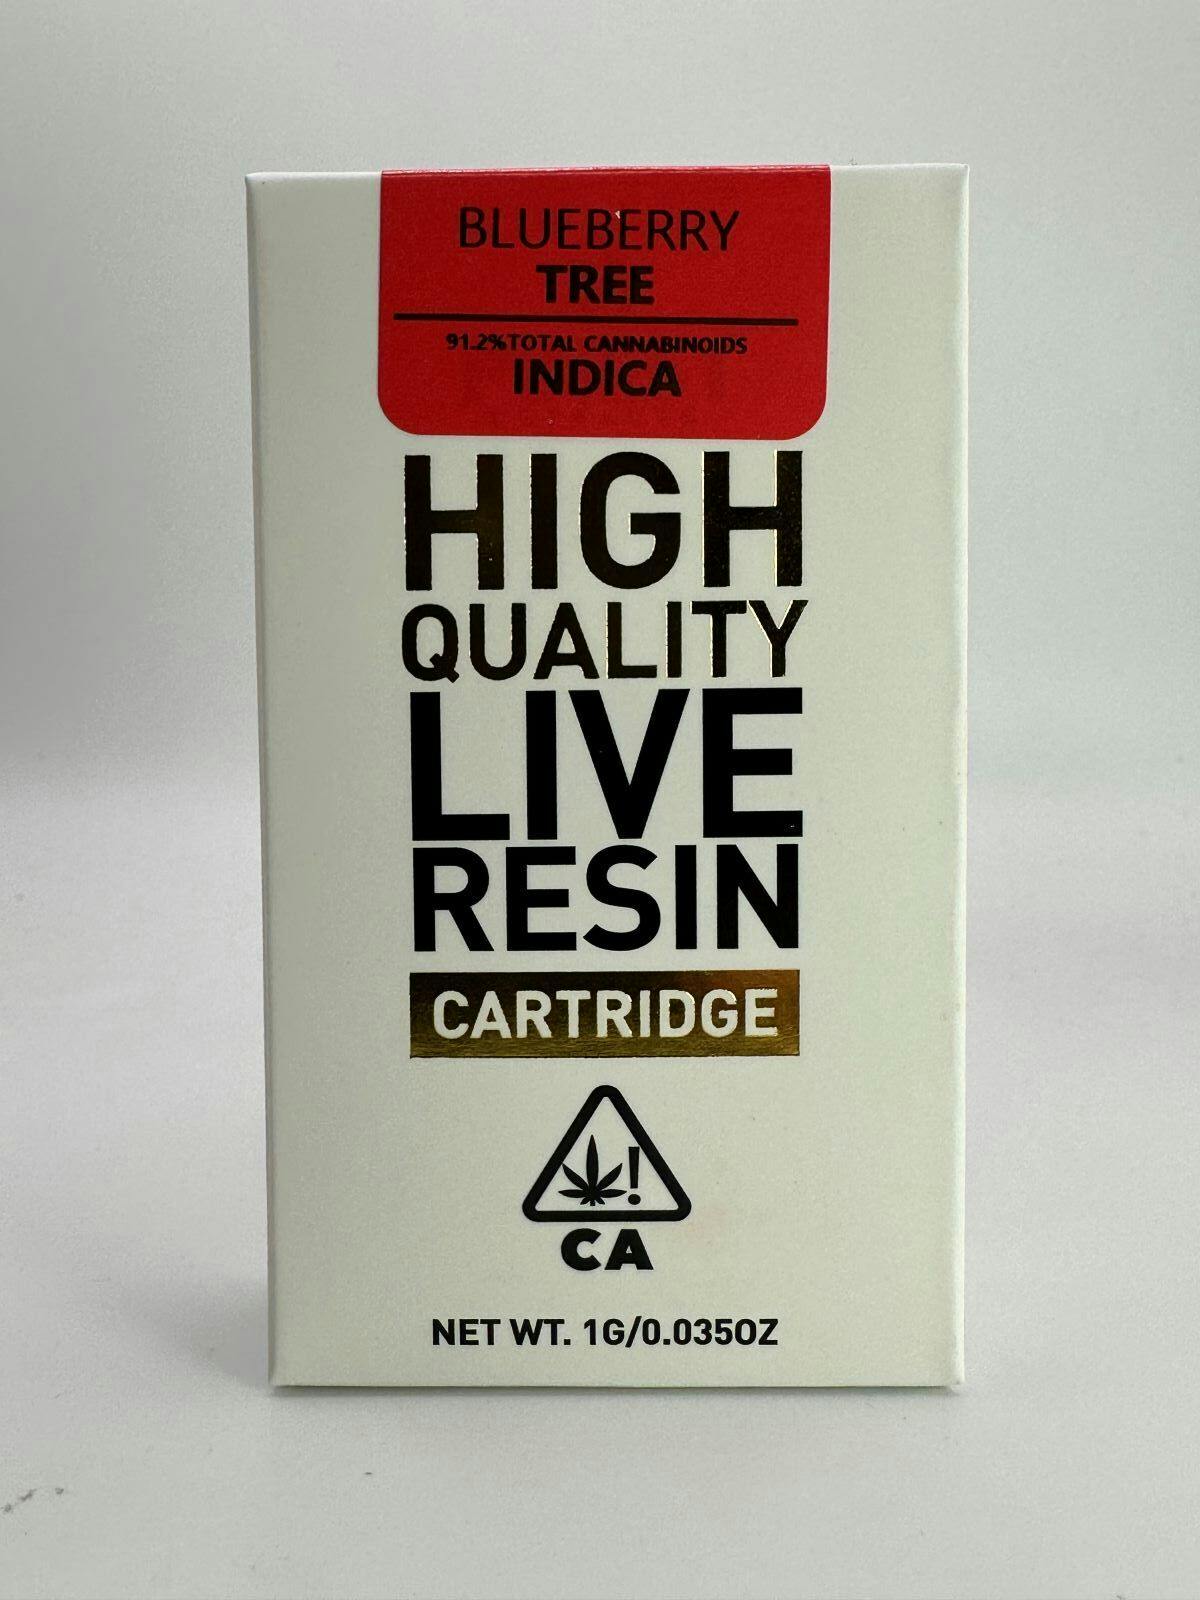 BLUEBERRY
TREE
91.2%TOTAL CANNABINOIDS
INDICA
HIGH
QUALITY
LIVE
RESIN
CARTRIDGE
!
CA
NET WT. 1G/0.035OZ